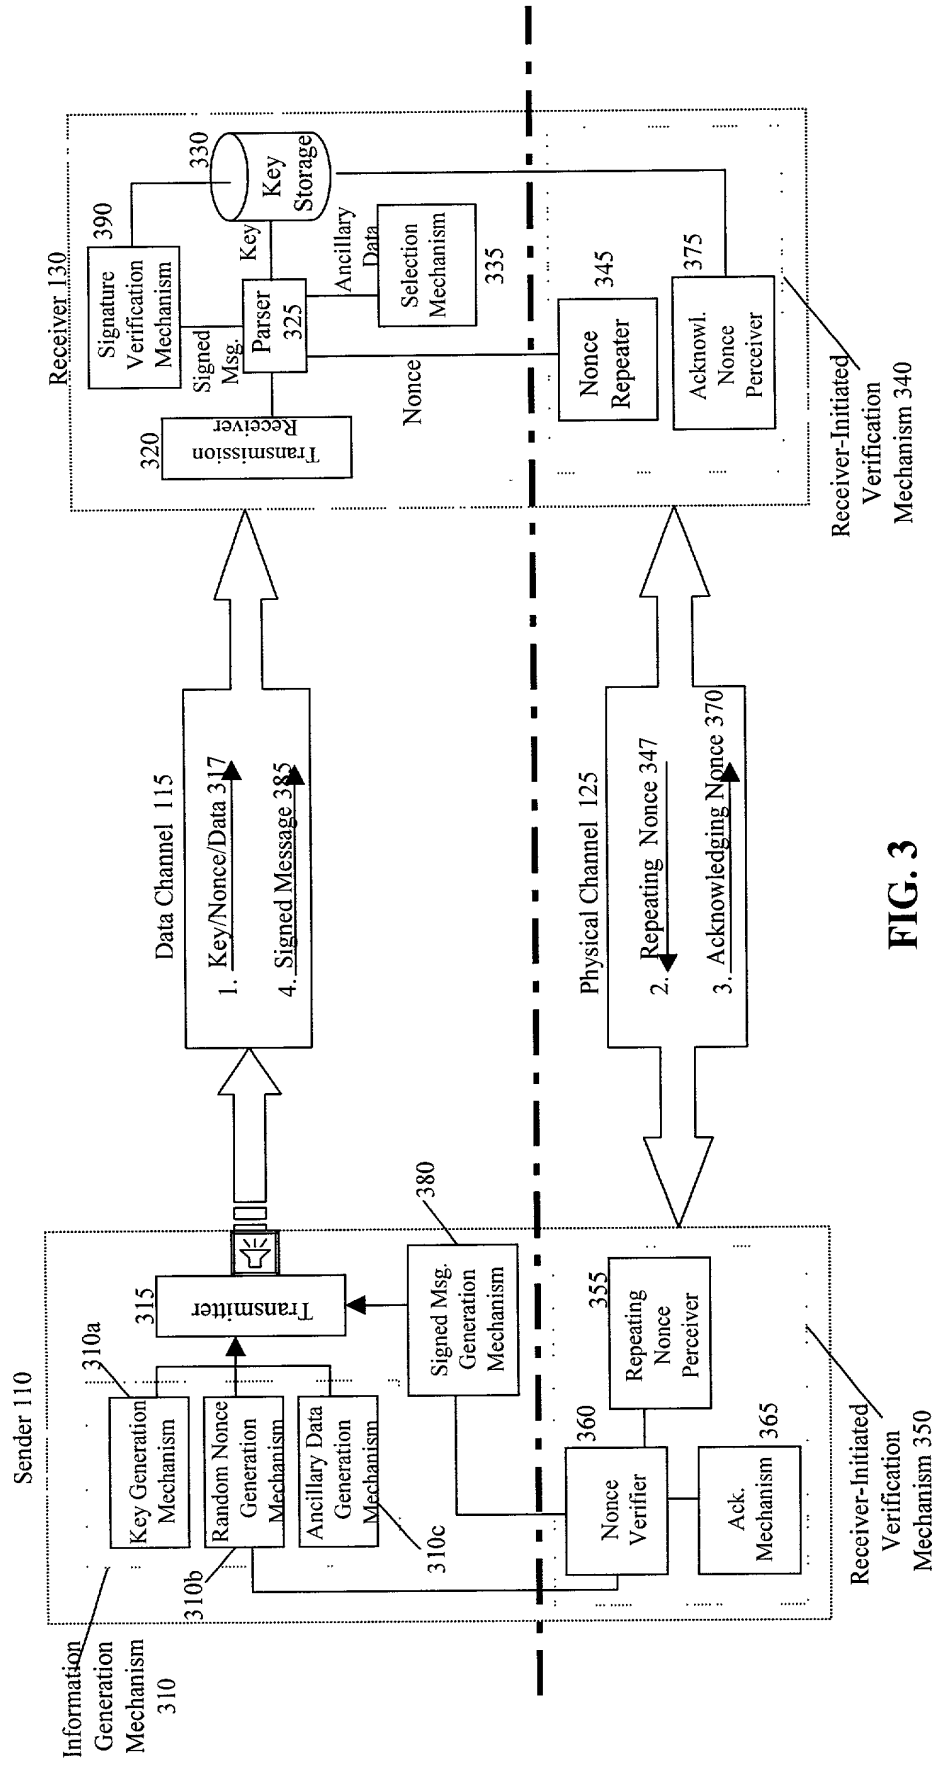 Sender 110
Information
Generation
Mechanism
310
310a
Key Generation
Mechanism
Random Nonce
Generation
Mechanism
310b
Ancillary Data
Generation
Mechanism
310c
315
Transmitter
Signed Msg.
Generation
Mechanism
380
355
Repeating
Nonce
Perceiver
360
Nonce
Verifier
365
Ack.
Mechanism
Receiver-Initiated
Verification
Mechanism 350
Data Channel 115
1. Key/Nonce/Data 317
4. Signed Message 385
Physical Channel 125
2. Repeating Nonce 347
3. Acknowledging Nonce 370
Receiver 130
320
Transmission
Receiver
390
Signature
Verification
Mechanism
Signed
Msg.
Parser
325
Key
330
Key
Storage
Ancillary
Data
Selection
Mechanism
335
Nonce
345
Nonce
Repeater
375
Acknowl.
Nonce
Perceiver
Receiver-Initiated
Verification
Mechanism 340
FIG. 3